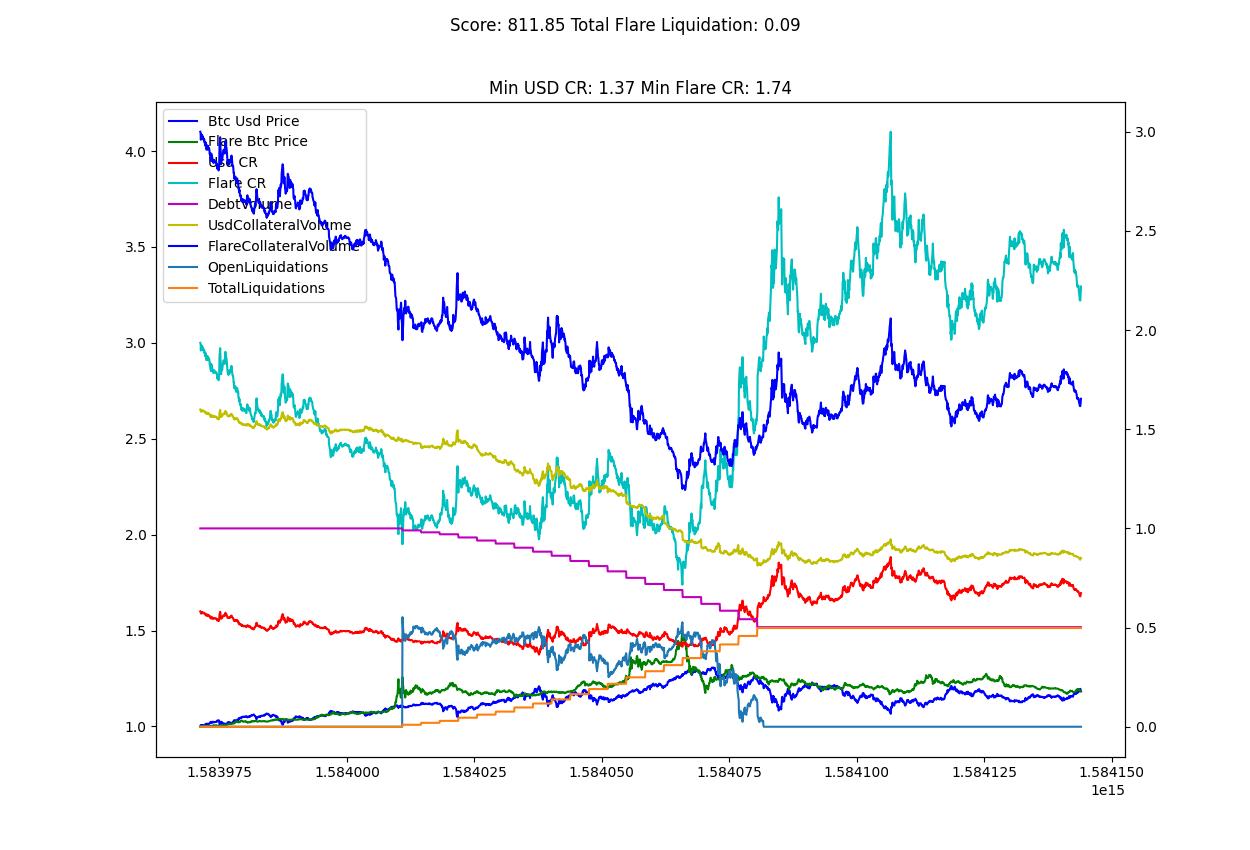 Score: 811.85 Total Flare Liquidation: 0.09
Min USD CR: 1.37 Min Flare CR: 1.74
Btc Usd Price
Flare Btc Price
Usd CR
Flare CR
DebtVolume
UsdCollateralVolume
FlareCollateralVolume
OpenLiquidations
TotalLiquidations
4.0
3.5
3.0
2.5
2.0
1.5
1.0
3.0
2.5
2.0
1.5
1.0
0.5
0.0
1.583975
1.584000
1.584025
1.584050
1.584075
1.584100
1.584125
1.584150
1e15